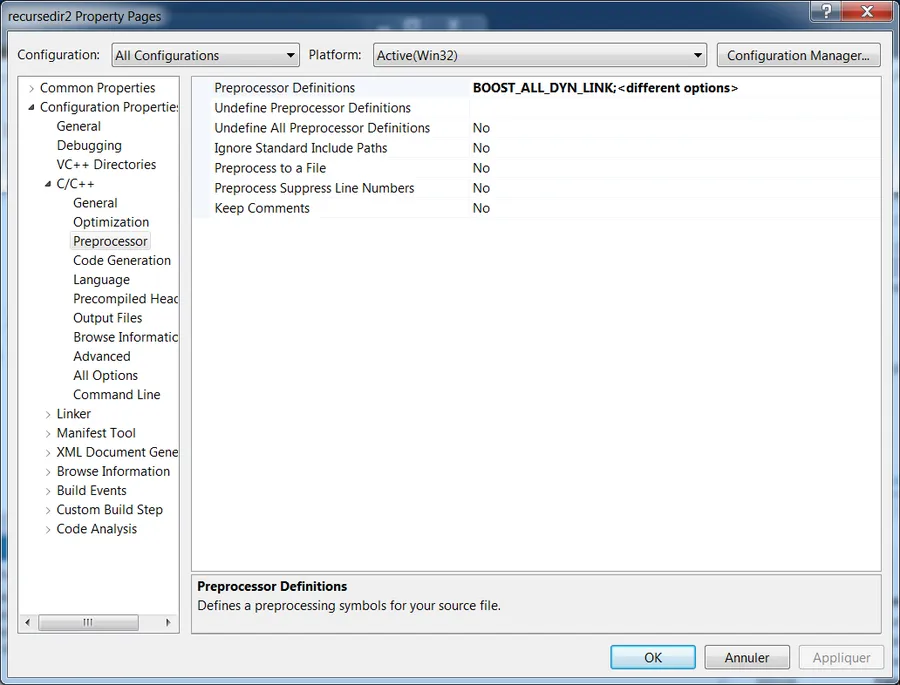 recursedir2 Property Pages
Configuration: All Configurations Platform: Active(Win32) Configuration Manager...
Common Properties
Configuration Propertie
General
Debugging
VC++ Directories
C/C++
General
Optimization
Preprocessor
Code Generation
Language
Precompiled Head
Output Files
Browse Informatio
Advanced
All Options
Command Line
Linker
Manifest Tool
XML Document Gene
Browse Information
Build Events
Custom Build Step
Code Analysis
Preprocessor Definitions BOOST_ALL_DYN_LINK;<different options>
Undefine Preprocessor Definitions
Undefine All Preprocessor Definitions No
Ignore Standard Include Paths No
Preprocess to a File No
Preprocess Suppress Line Numbers No
Keep Comments No
Preprocessor Definitions
Defines a preprocessing symbols for your source file.
OK Annuler Appliquer